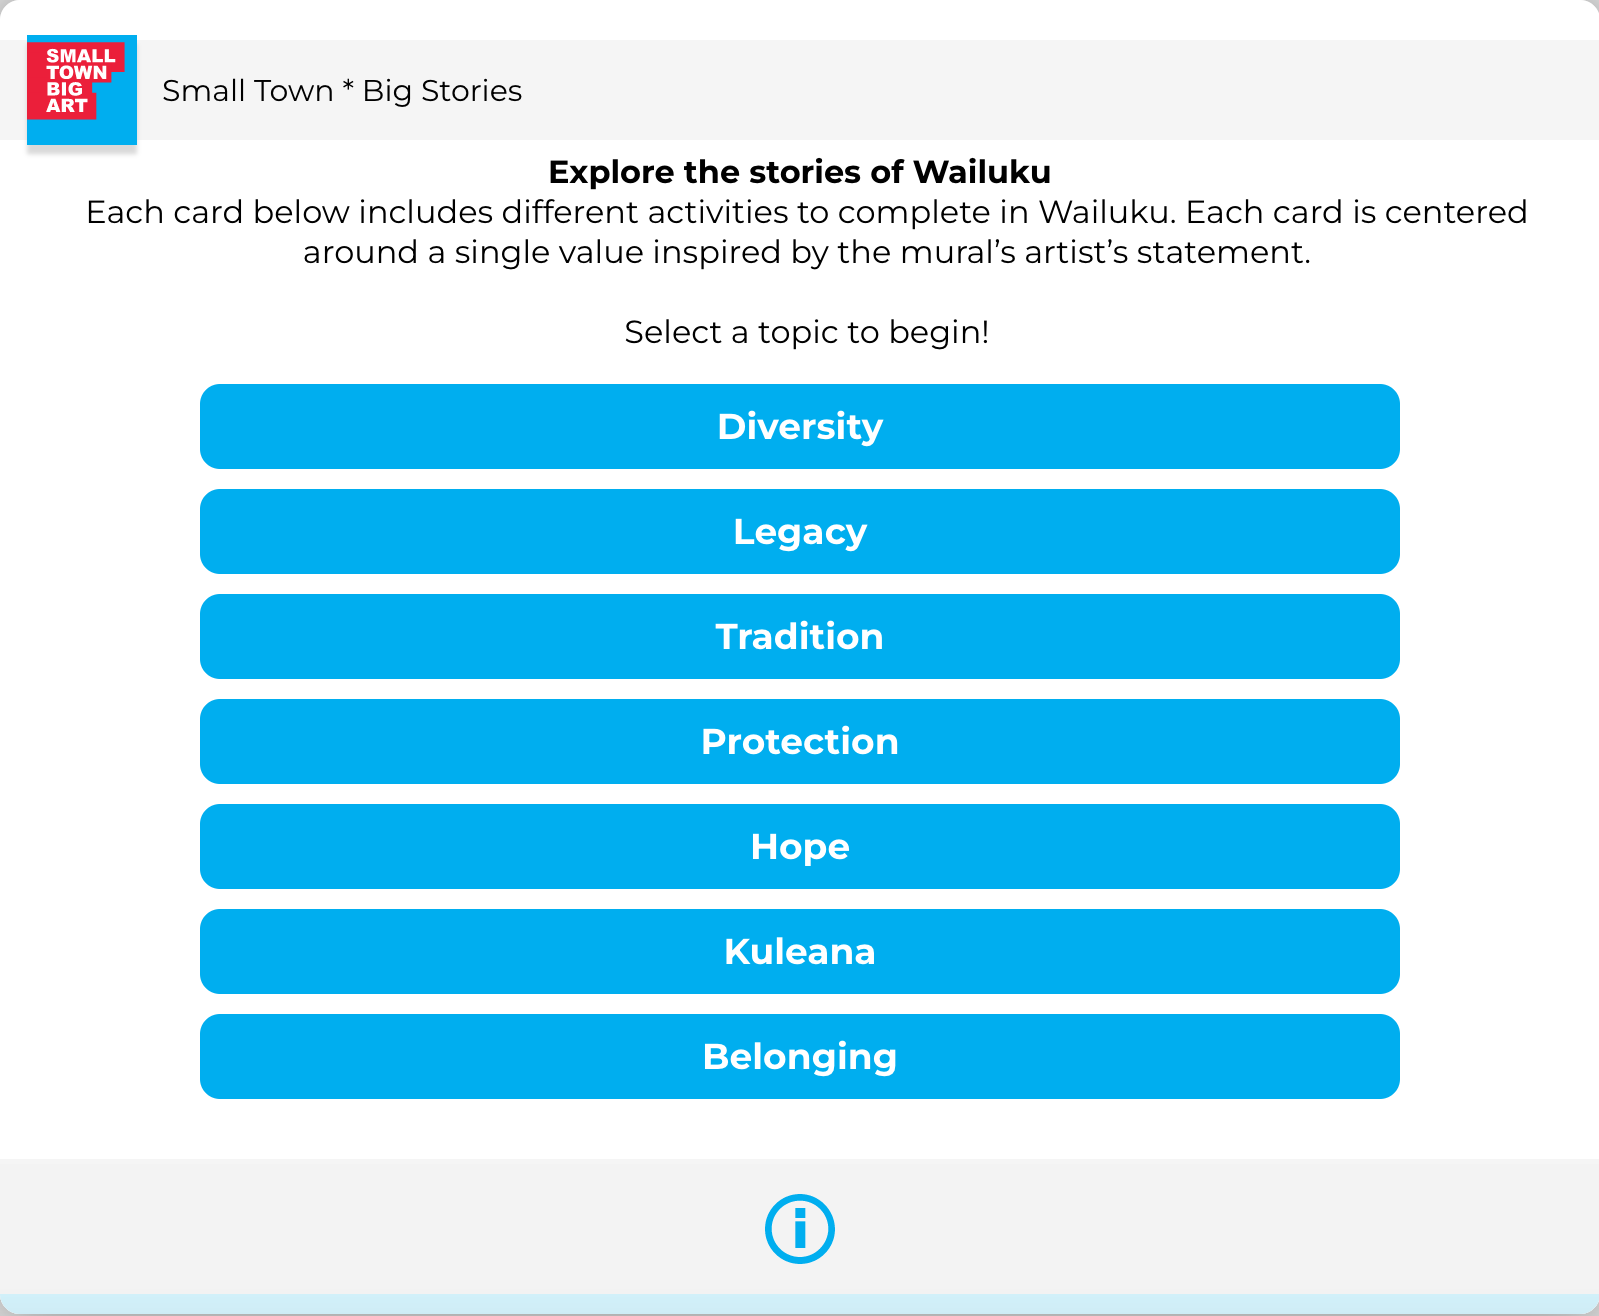 SMALL
TOWN
BIG
ART
Small Town * Big Stories
Explore the stories of Wailuku
Each card below includes different activities to complete in Wailuku. Each card is centered
around a single value inspired by the mural’s artist’s statement.
Select a topic to begin!
Diversity
Legacy
Tradition
Protection
Hope
Kuleana
Belonging